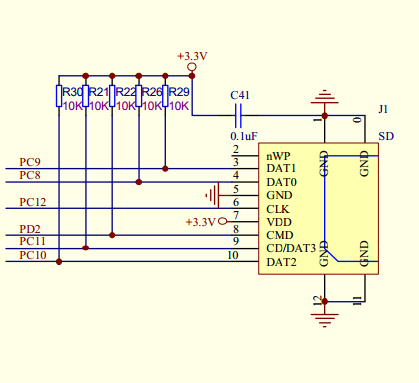 +3.3V
R30 R21 R22 R26 R29
10K 10K 10K 10K 10K
C41
0.1uF
J1
SD
1 0
GND GND
2 nWP
PC9 3 DAT1
PC8 4 DAT0
5 GND
PC12 6 CLK
+3.3V 7 VDD
PD2 8 CMD
PC11 9 CD/DAT3
PC10 10 DAT2
GND GND
12 11